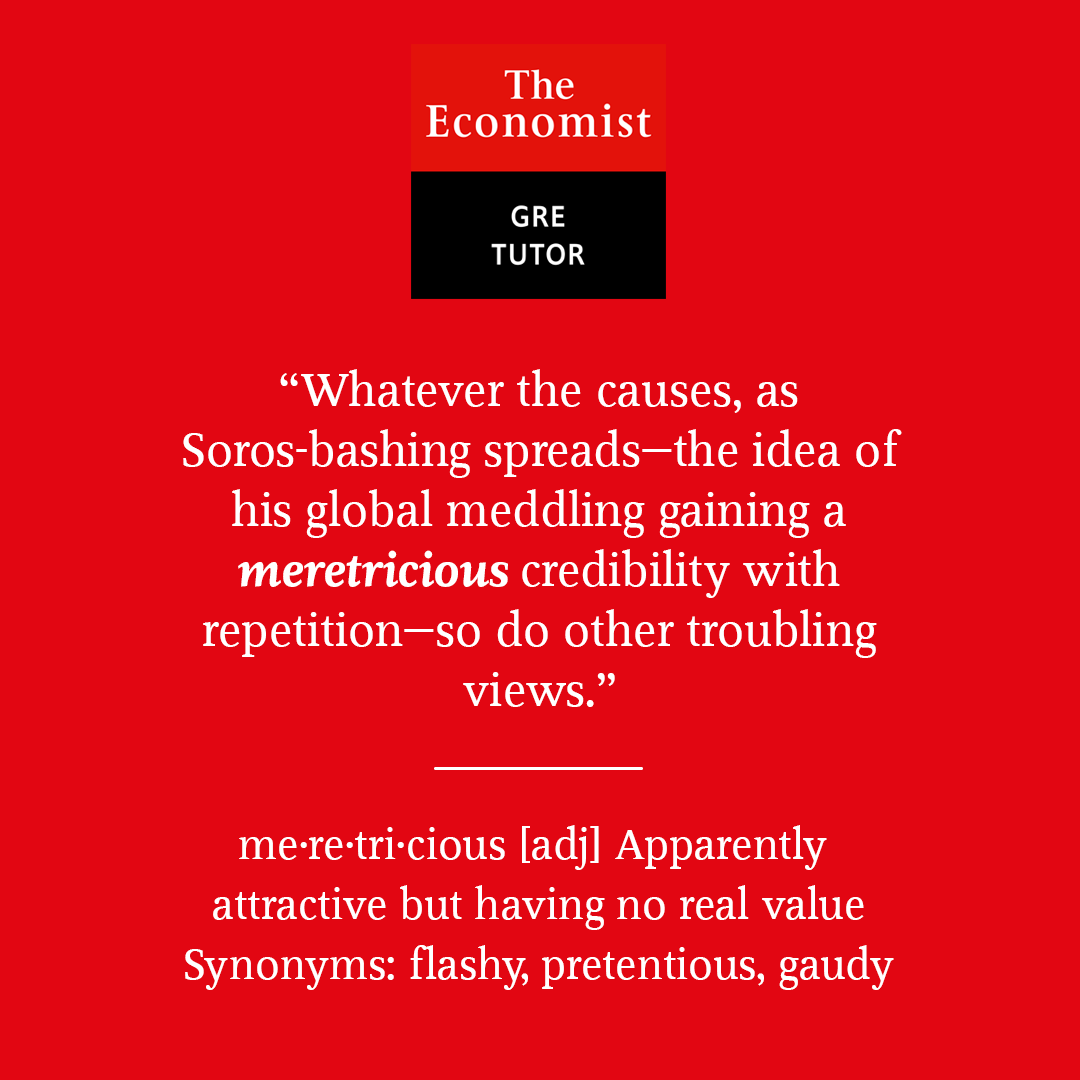 The
Economist
GRE
TUTOR
“Whatever the causes, as
Soros-bashing spreads—the idea of
his global meddling gaining a
meretricious credibility with
repetition—so do other troubling
views.”
me·re·tri·cious [adj] Apparently
attractive but having no real value
Synonyms: flashy, pretentious, gaudy